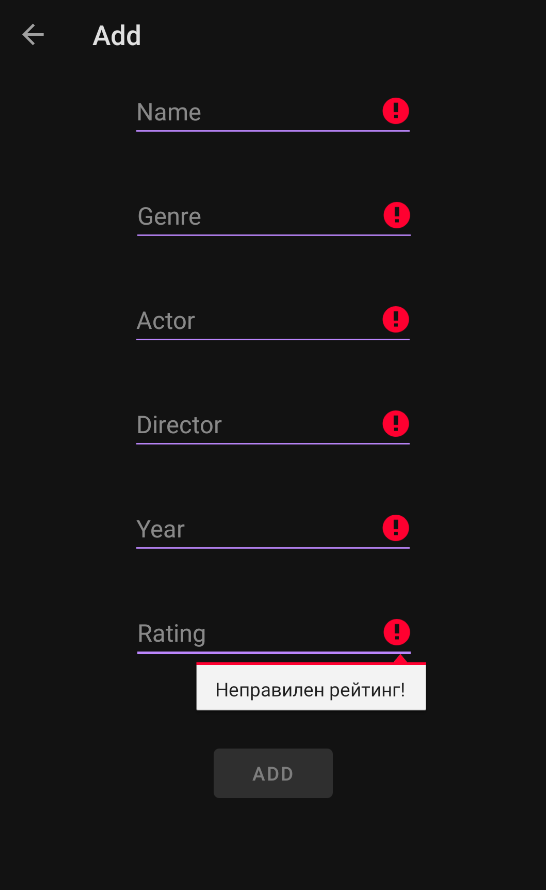 Add
Name
Genre
Actor
Director
Year
Rating
Неправилен рейтинг!
ADD